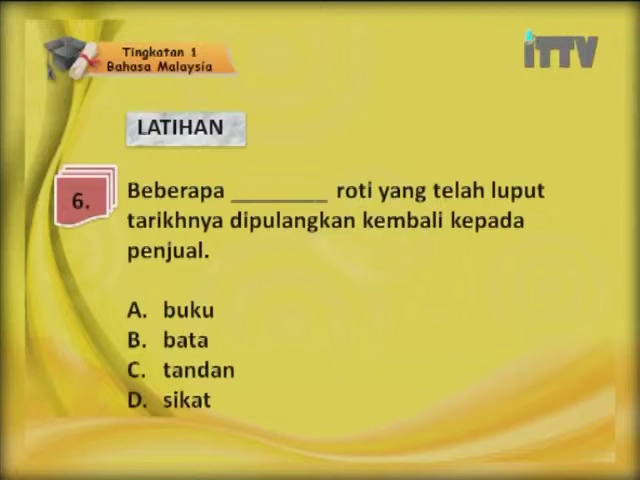 Tingkatan 1
Bahasa Malaysia
iTTV
LATIHAN
6.
Beberapa ________ roti yang telah luput
tarikhnya dipulangkan kembali kepada
penjual.
A. buku
B. bata
C. tandan
D. sikat